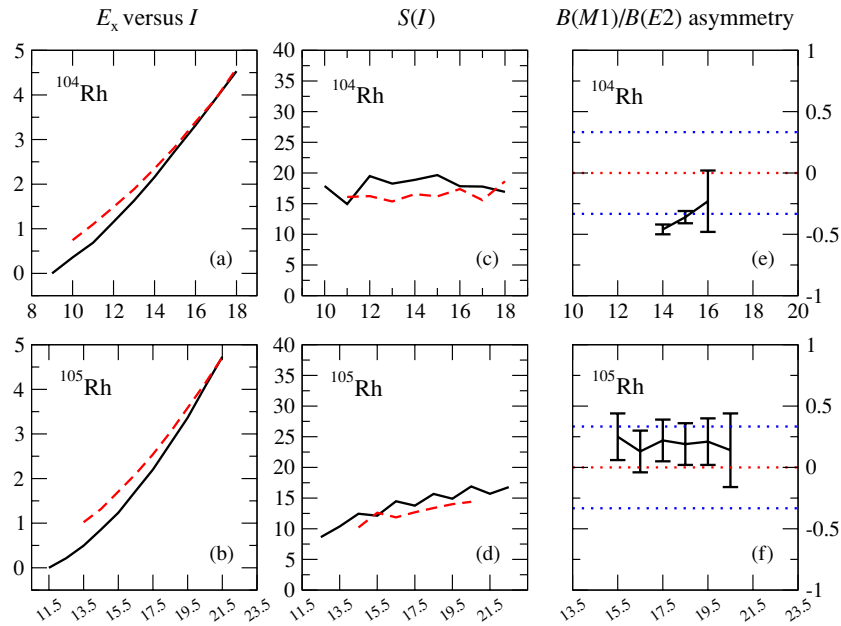 Eₓ versus I S(I) B(M1)/B(E2) asymmetry
5 4 3 2 1 0
¹⁰⁴Rh
(a)
8 10 12 14 16 18
40 35 30 25 20 15 10 5 0
¹⁰⁴Rh
(c)
10 12 14 16 18
1 0.5 0 -0.5 -1
¹⁰⁴Rh
(e)
10 12 14 16 18 20
5 4 3 2 1 0
¹⁰⁵Rh
(b)
11.5 13.5 15.5 17.5 19.5 21.5 23.5
40 35 30 25 20 15 10 5 0
¹⁰⁵Rh
(d)
11.5 13.5 15.5 17.5 19.5 21.5
1 0.5 0 -0.5 -1
¹⁰⁵Rh
(f)
13.5 15.5 17.5 19.5 21.5 23.5